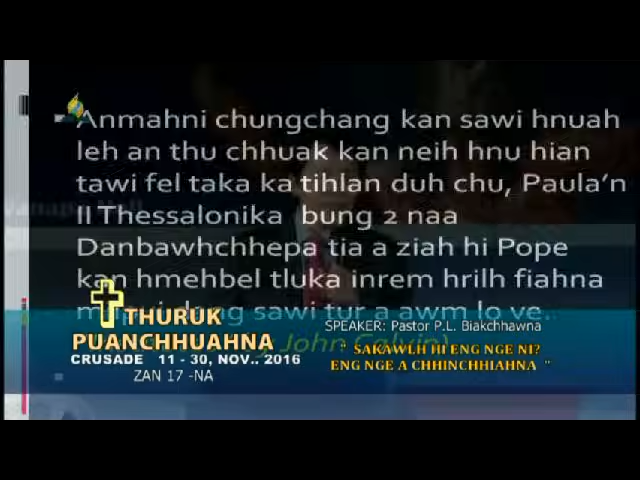 Anmahni chungchang kan sawi hnuah
leh an thu chhuak kan neih hnu hian
tawi fel taka ka tihlan duh chu, Paula'n
II Thessalonika bung 2 naa
Danbawhchhepa tia a ziah hi Pope
kan hmehbel tluka inrem hrilh fiahna
dang sawi tur a awm lo ve..
John Calvin)
THURUK
PUANCHHUAHNA
CRUSADE 11 - 30, NOV.. 2016
ZAN 17 -NA
SPEAKER: Pastor P.L. Biakchhawna
" SAKAWLH HI ENG NGE NI?
ENG NGE A CHHINCHHIAHNA "